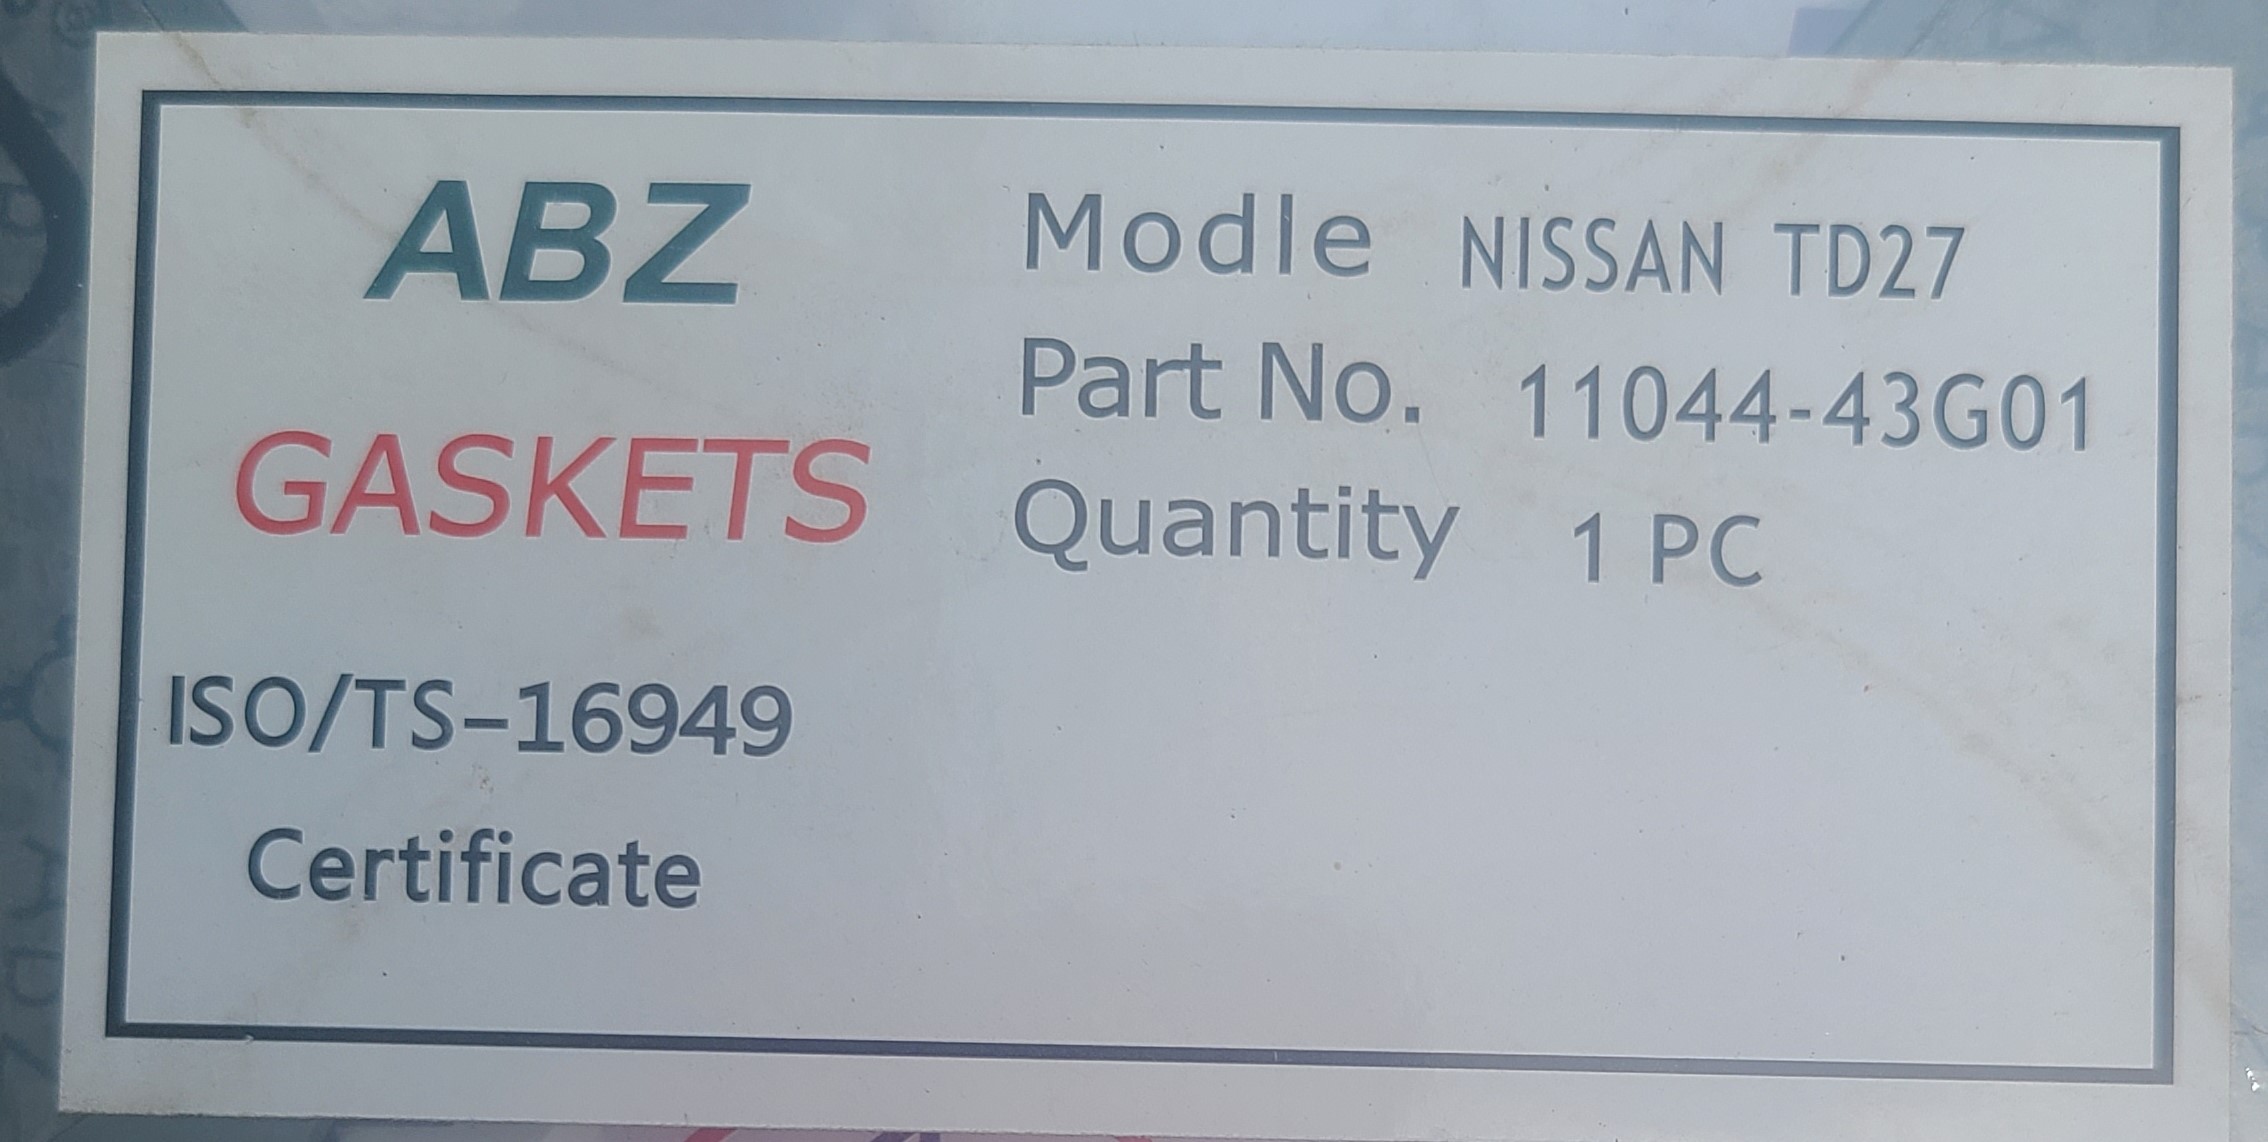 ABZ
GASKETS
ISO/TS-16949
Certificate
Modle NISSAN TD27
Part No. 11044-43G01
Quantity 1 PC